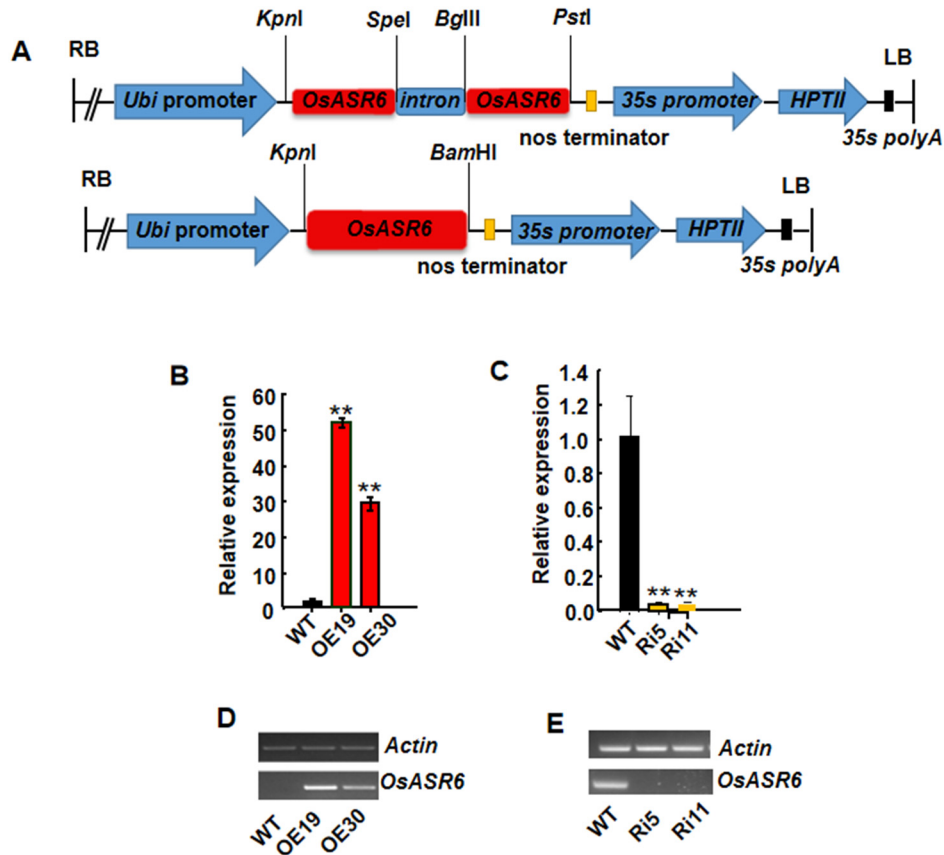 A
KpnI SpeI BglII PstI
RB LB
Ubi promoter OsASR6 intron OsASR6 35s promoter HPTII
nos terminator 35s polyA
KpnI BamHI
RB LB
Ubi promoter OsASR6 35s promoter HPTII
nos terminator 35s polyA
B
Relative expression
60
50
40
30
20
10
0
** **
WT OE19 OE30
C
Relative expression
1.4
1.2
1.0
0.8
0.6
0.4
0.2
0.0
** **
WT Ri5 Ri11
D
Actin
OsASR6
WT OE19 OE30
E
Actin
OsASR6
WT Ri5 Ri11